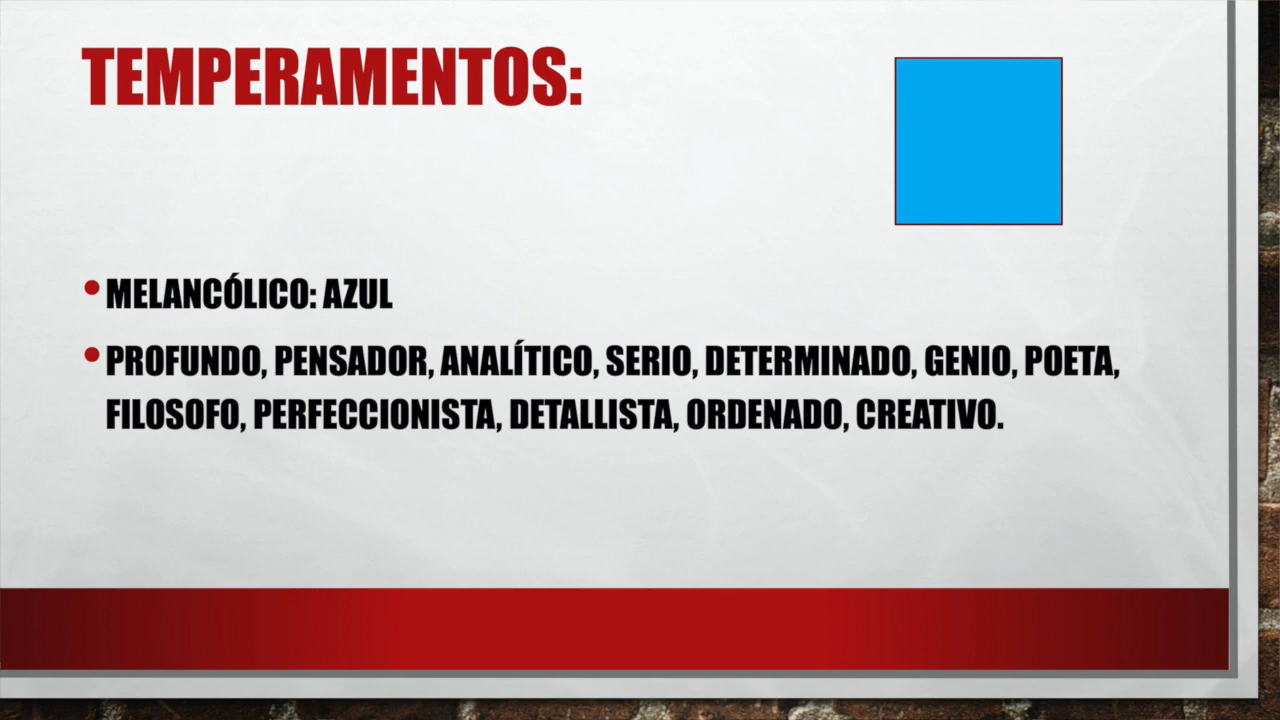 TEMPERAMENTOS:
•MELANCÓLICO: AZUL
•PROFUNDO, PENSADOR, ANALÍTICO, SERIO, DETERMINADO, GENIO, POETA,
FILOSOFO, PERFECCIONISTA, DETALLISTA, ORDENADO, CREATIVO.